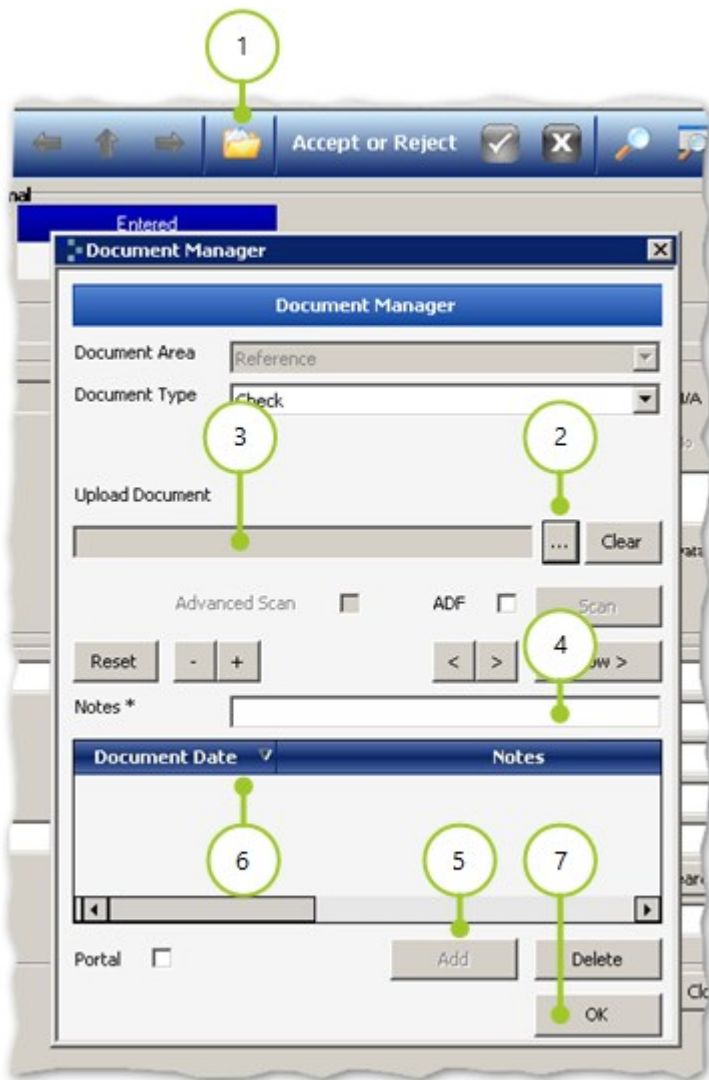 1
Accept or Reject
Entered
Document Manager
Document Manager
Document Area Reference
Document Type Check
3 2
Upload Document
... Clear
Advanced Scan ADF Scan
4
Reset - + < > ow >
Notes *
Document Date Notes
6 5 7
Portal Add Delete
OK